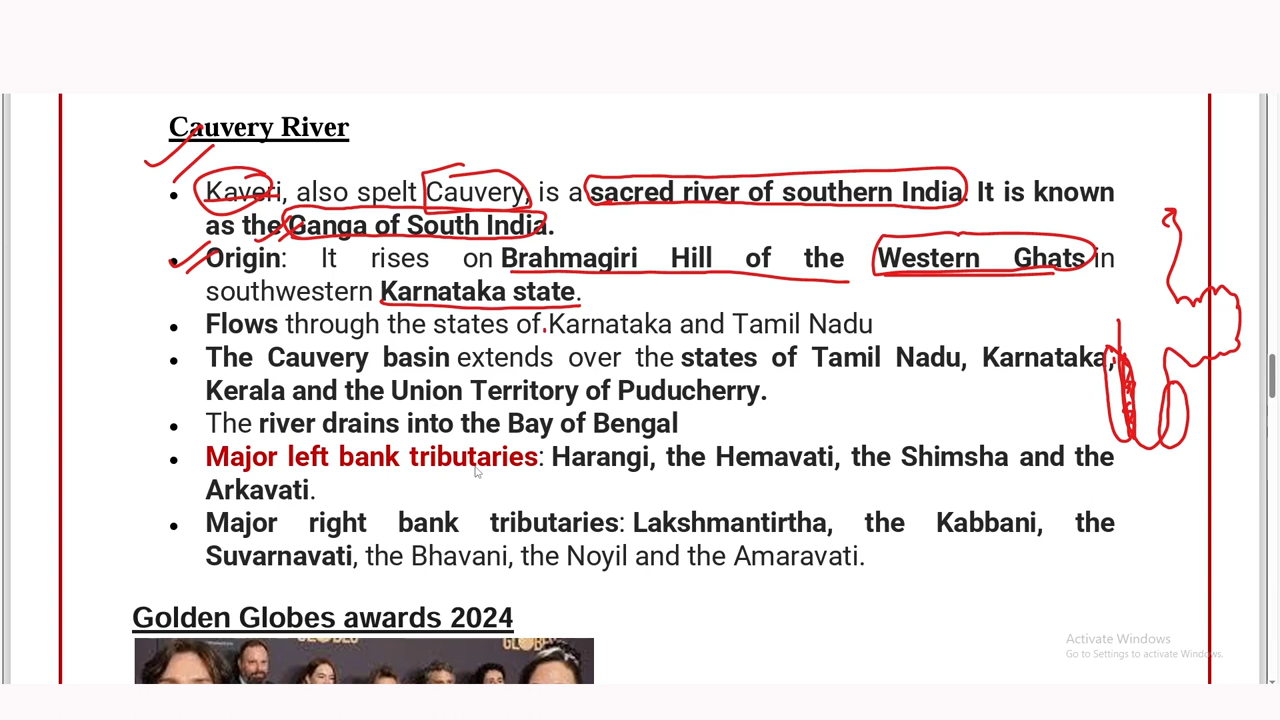 Cauvery River
Kaveri, also spelt Cauvery, is a sacred river of southern India. It is known
as the Ganga of South India.
Origin: It rises on Brahmagiri Hill of the Western Ghats in
southwestern Karnataka state.
Flows through the states of.Karnataka and Tamil Nadu
The Cauvery basin extends over the states of Tamil Nadu, Karnataka,
Kerala and the Union Territory of Puducherry.
The river drains into the Bay of Bengal
Major left bank tributaries: Harangi, the Hemavati, the Shimsha and the
Arkavati.
Major right bank tributaries: Lakshmantirtha, the Kabbani, the
Suvarnavati, the Bhavani, the Noyil and the Amaravati.
Golden Globes awards 2024
Activate Windows
Go to Settings to activate Windows.